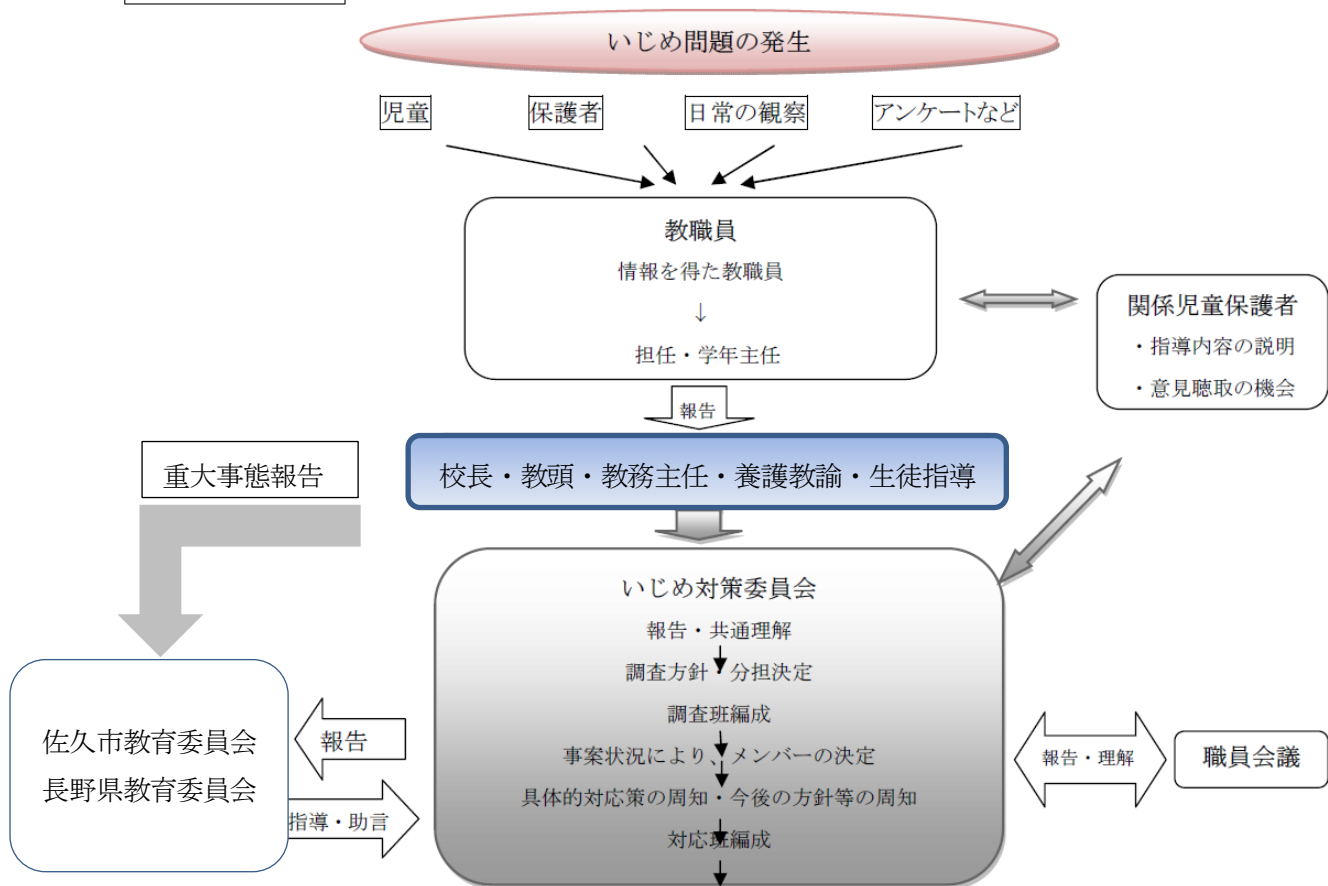 いじめ問題の発生
児童
保護者
日常の観察
アンケートなど
教職員
情報を得た教職員
↓
担任・学年主任
関係児童保護者
・指導内容の説明
・意見聴取の機会
報告
重大事態報告
校長・教頭・教務主任・養護教諭・生徒指導
いじめ対策委員会
報告・共通理解
調査方針・分担決定
調査班編成
事案状況により、メンバーの決定
具体的対応策の周知・今後の方針等の周知
対応班編成
佐久市教育委員会
長野県教育委員会
報告
指導・助言
報告・理解
職員会議